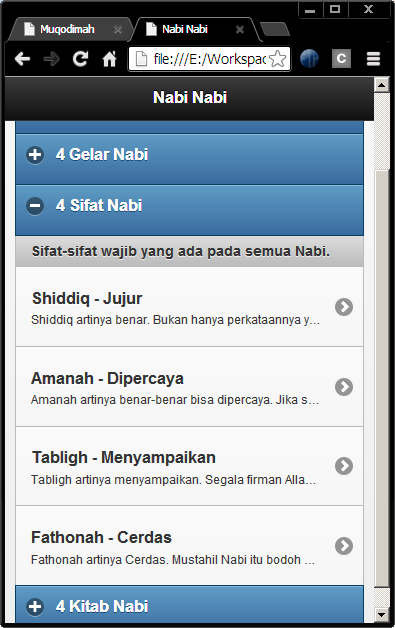 Muqodimah
Nabi Nabi
file:///E:/Workspac
C
Nabi Nabi
4 Gelar Nabi
4 Sifat Nabi
Sifat-sifat wajib yang ada pada semua Nabi.
Shiddiq - Jujur
Shiddiq artinya benar. Bukan hanya perkataannya y...
Amanah - Dipercaya
Amanah artinya benar-benar bisa dipercaya. Jika s...
Tabligh - Menyampaikan
Tabligh artinya menyampaikan. Segala firman Alla...
Fathonah - Cerdas
Fathonah artinya Cerdas. Mustahil Nabi itu bodoh ...
4 Kitab Nabi